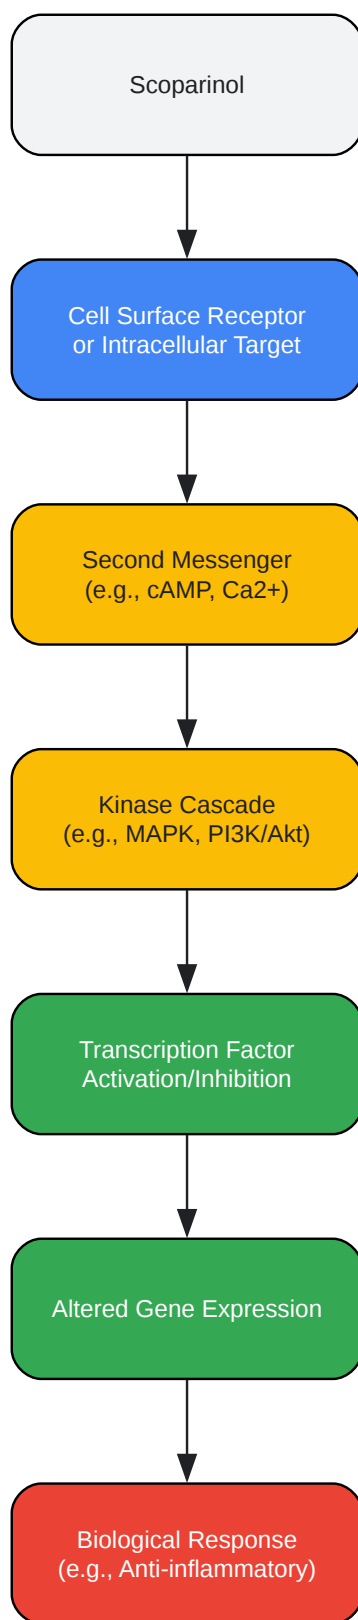 Scoparinol
Cell Surface Receptor
or Intracellular Target
Second Messenger
(e.g., cAMP, Ca2+)
Kinase Cascade
(e.g., MAPK, PI3K/Akt)
Transcription Factor
Activation/Inhibition
Altered Gene Expression
Biological Response
(e.g., Anti-inflammatory)